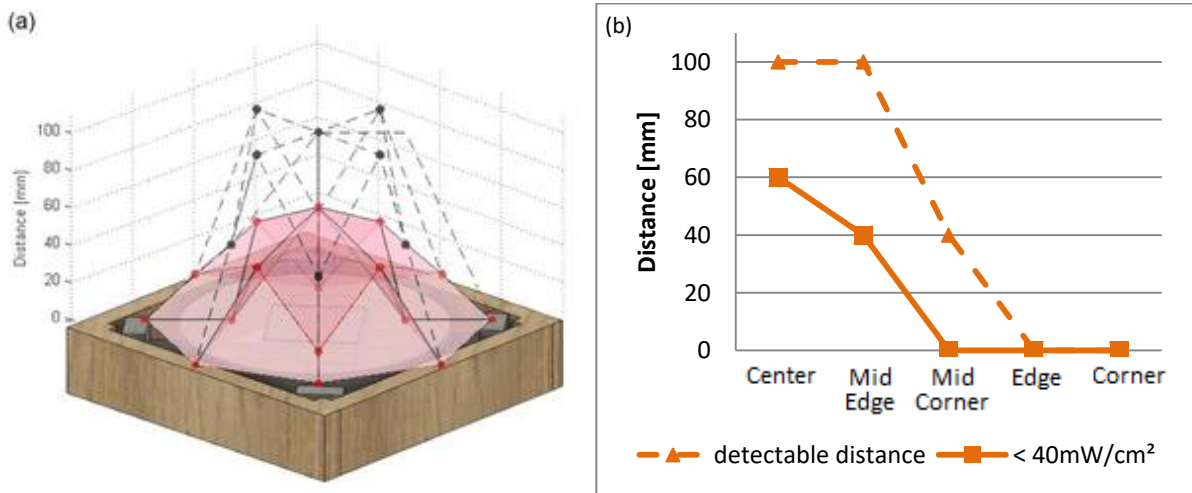 (a)
100
80
60
40
20
0
Distance [mm]
(b)
100
80
60
40
20
0
Distance [mm]
Center
Mid
Edge
Mid
Corner
Edge
Corner
detectable distance
< 40mW/cm²